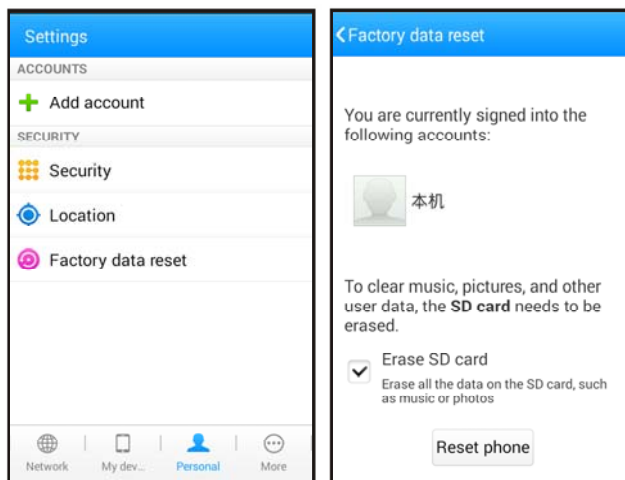 Settings
ACCOUNTS
Add account
SECURITY
Security
Location
Factory data reset
Network
My dev...
Personal
More
Factory data reset
You are currently signed into the
following accounts:
本机
To clear music, pictures, and other
user data, the SD card needs to be
erased.
Erase SD card
Erase all the data on the SD card, such
as music or photos
Reset phone